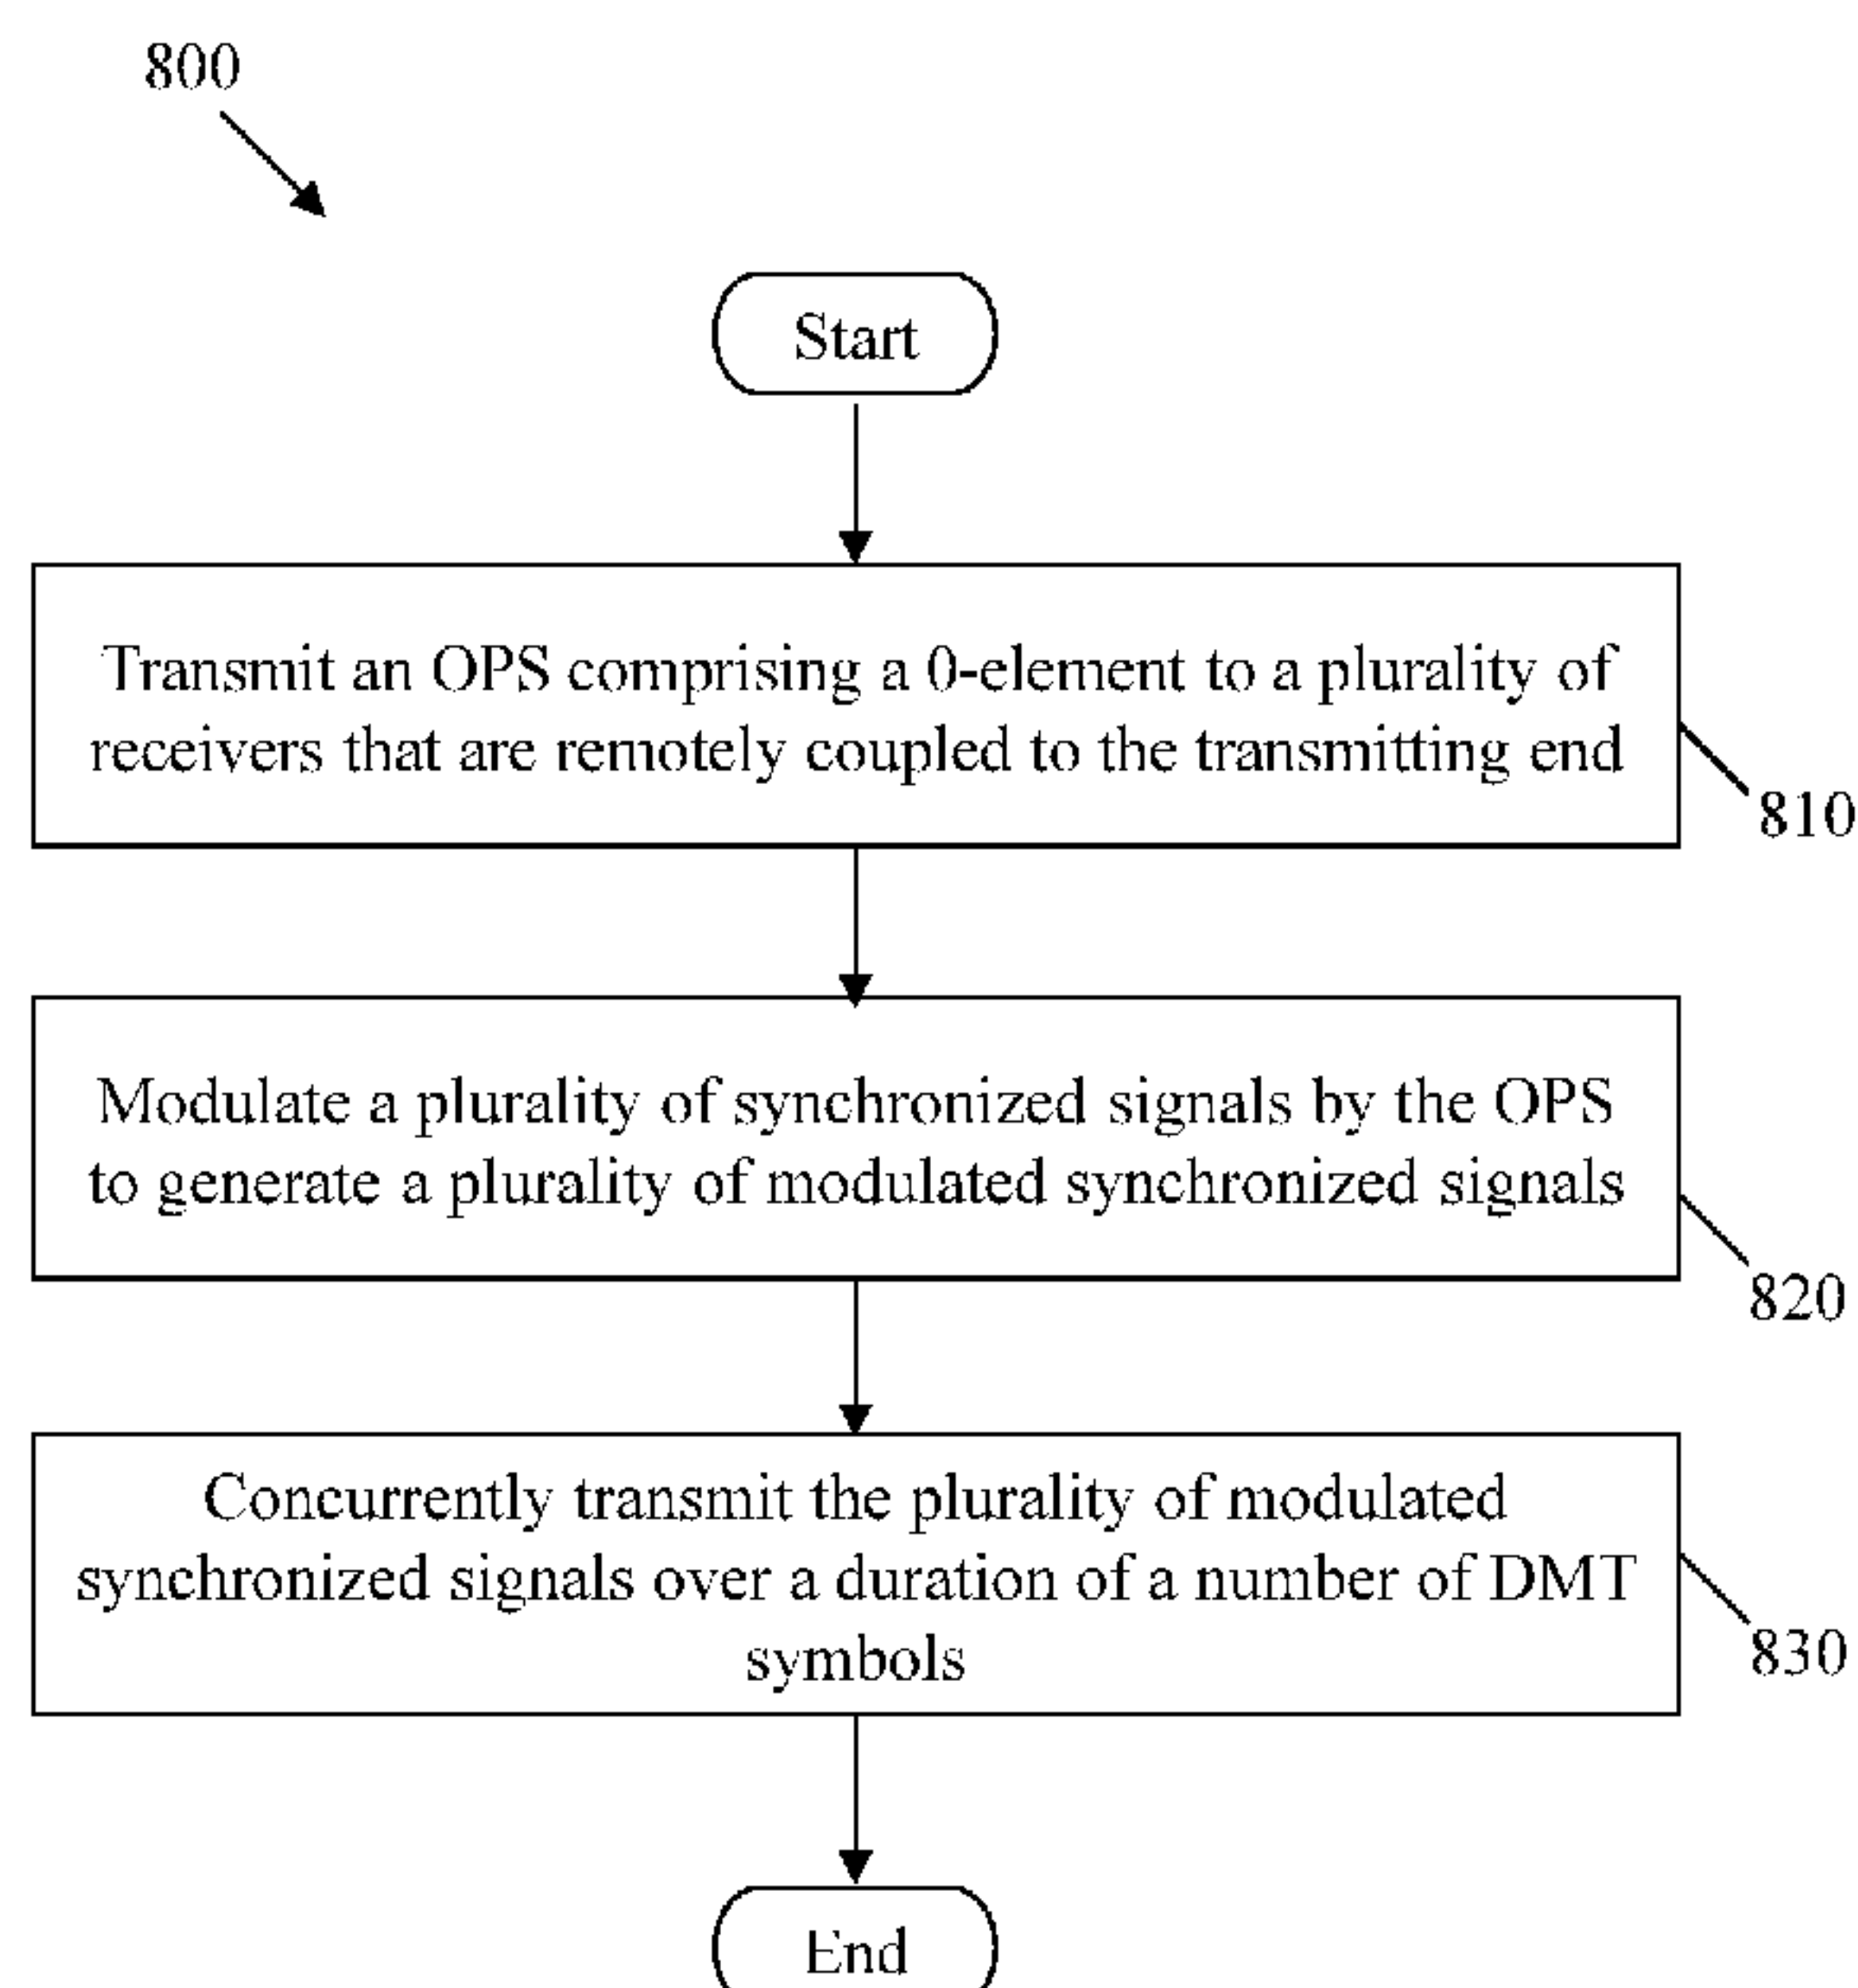 800
Start
Transmit an OPS comprising a 0-element to a plurality of
receivers that are remotely coupled to the transmitting end
810
Modulate a plurality of synchronized signals by the OPS
to generate a plurality of modulated synchronized signals
820
Concurrently transmit the plurality of modulated
synchronized signals over a duration of a number of DMT
symbols
830
End